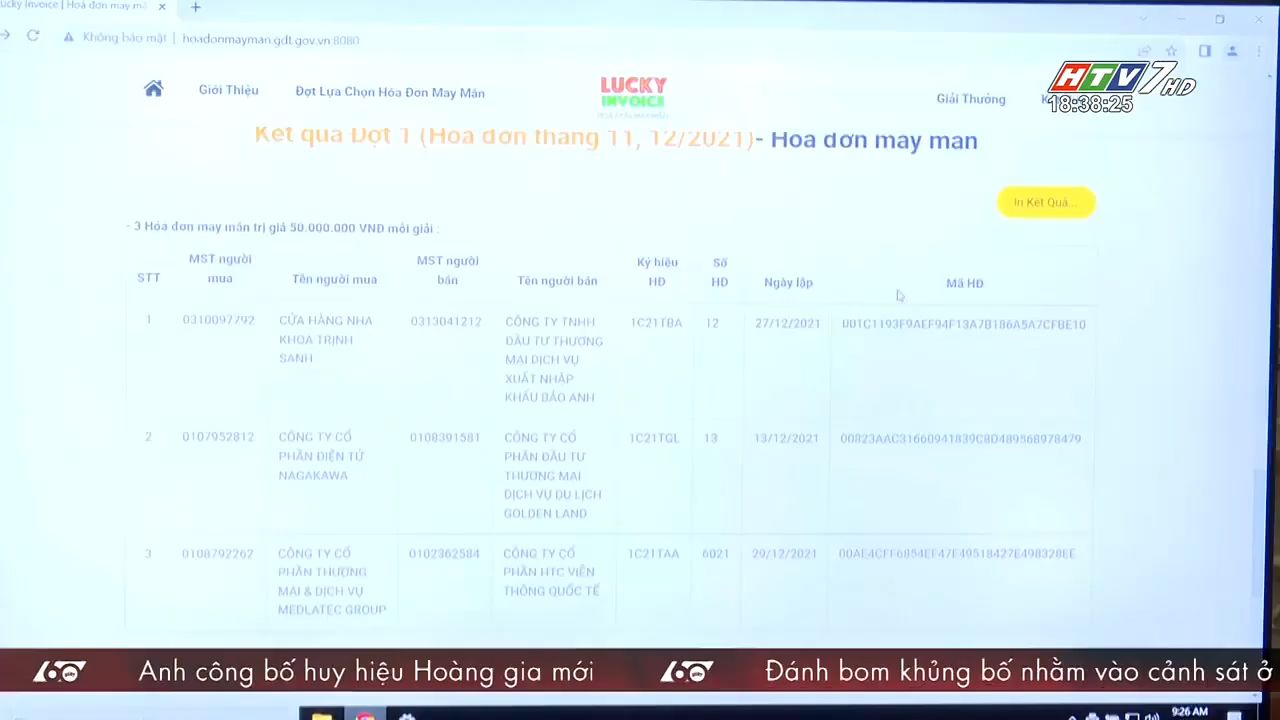 ucky Invoice | Hoá đơn may mắ
Không bảo mật | hoadonmayman.gdt.gov.vn:8080
HTV7HD
18:38:25
Giới Thiệu
Đợt Lựa Chọn Hóa Đơn May Mắn
LUCKY
INVOICE
Giải Thưởng
Kết quả Đợt 1 (Hóa đơn tháng 11, 12/2021)- Hóa đơn may mắn
In Kết Quả...
- 3 Hóa đơn may mắn trị giá 50.000.000 VND mỗi giải :
STT MST người mua Tên người mua MST người bán Tên người bán Ký hiệu HD Số HD Ngày lập Mã HĐ
1 0310097792 CỬA HÀNG NHA 0313041212 CÔNG TY TNHH 1C21TBA 12 27/12/2021 001C1193F9AEF94F13A7B186A5A7CFBE10
KHOA TRỊNH ĐẦU TƯ THƯƠNG
SANH MẠI DỊCH VỤ
XUẤT NHẬP
KHẨU BẢO ANH
2 0107952812 CÔNG TY CỔ 0108391581 CÔNG TY CỔ 1C21TGL 13 13/12/2021 00823AAC31660941839C8D489568978479
PHẦN ĐIỆN TỬ PHẦN ĐẦU TƯ
NAGAKAWA THƯƠNG MẠI
DỊCH VỤ DU LỊCH
GOLDEN LAND
3 0108792262 CÔNG TY CỔ 0102362584 CÔNG TY CỔ 1C21TAA 6021 29/12/2021 00AE4CFF6854EF47F49518427E498328EE
PHẦN THƯƠNG PHẦN HTC VIỄN
MẠI & DỊCH VỤ THÔNG QUỐC TẾ
MEDLATEC GROUP
60 giây Anh công bố huy hiệu Hoàng gia mới 60 giây Đánh bom khủng bố nhằm vào cảnh sát ở
9:26 AM